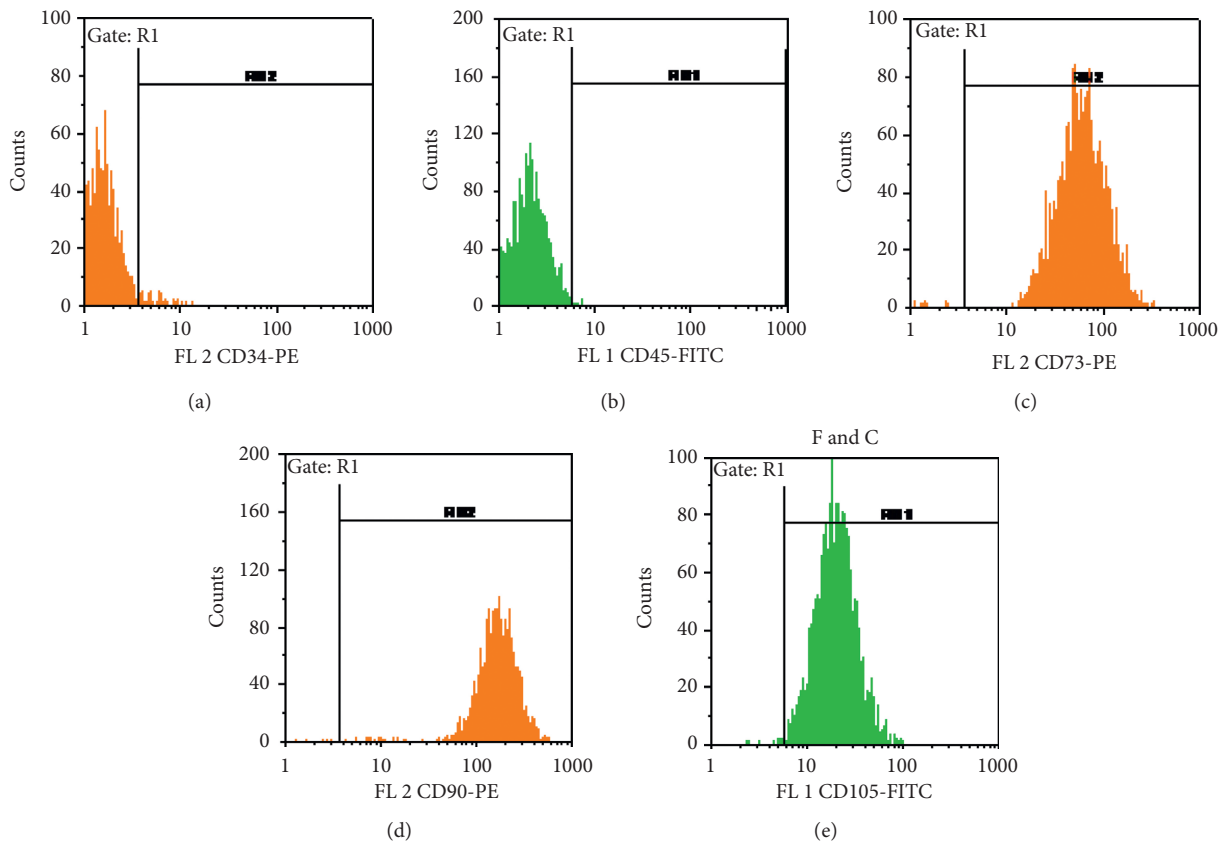 100
80
60
40
20
0
Counts
Gate: R1
1
10
100
1000
FL 2 CD34-PE
(a)
200
160
120
80
40
0
Counts
Gate: R1
1
10
100
1000
FL 1 CD45-FITC
(b)
100
80
60
40
20
0
Counts
Gate: R1
1
10
100
1000
FL 2 CD73-PE
(c)
200
160
120
80
40
0
Counts
Gate: R1
1
10
100
1000
FL 2 CD90-PE
(d)
F and C
100
80
60
40
20
0
Counts
Gate: R1
1
10
100
1000
FL 1 CD105-FITC
(e)